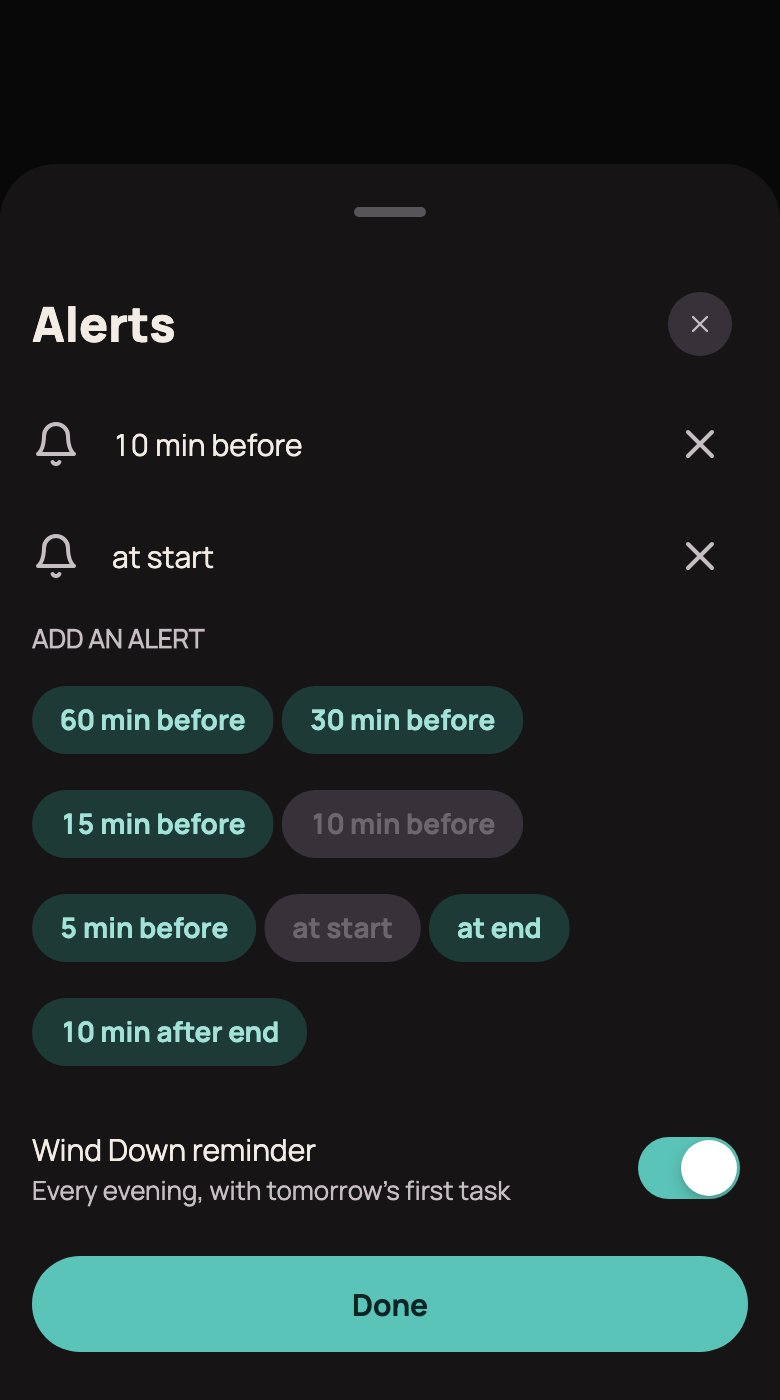 Alerts
10 min before
at start
ADD AN ALERT
60 min before 30 min before
15 min before 10 min before
5 min before at start at end
10 min after end
Wind Down reminder
Every evening, with tomorrow's first task
Done